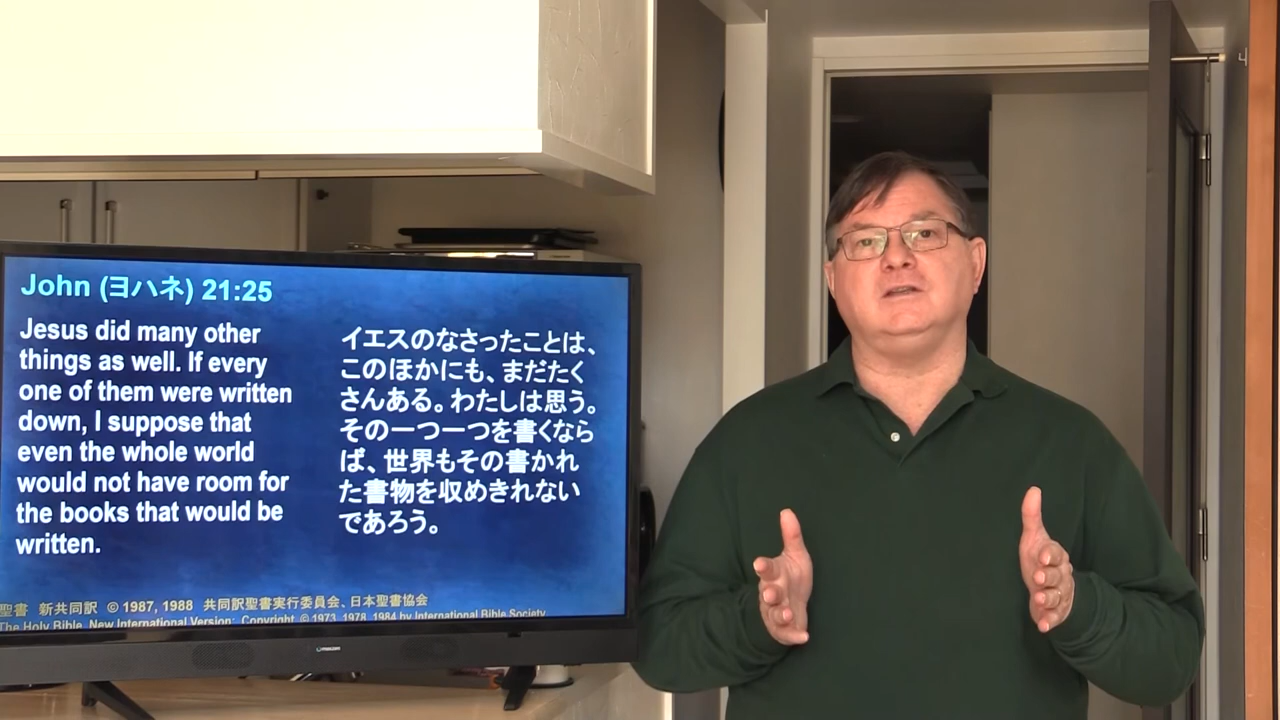 John (ヨハネ) 21:25
Jesus did many other
things as well. If every
one of them were written
down, I suppose that
even the whole world
would not have room for
the books that would be
written.
イエスのなさったことは、
このほかにも、まだたく
さんある。わたしは思う。
その一つ一つを書くなら
ば、世界もその書かれ
た書物を収めきれない
であろう。
聖書 新共同訳 © 1987, 1988 共同訳聖書実行委員会、日本聖書協会
The Holy Bible, New International Version; Copyright © 1973, 1978, 1984 by International Bible Society